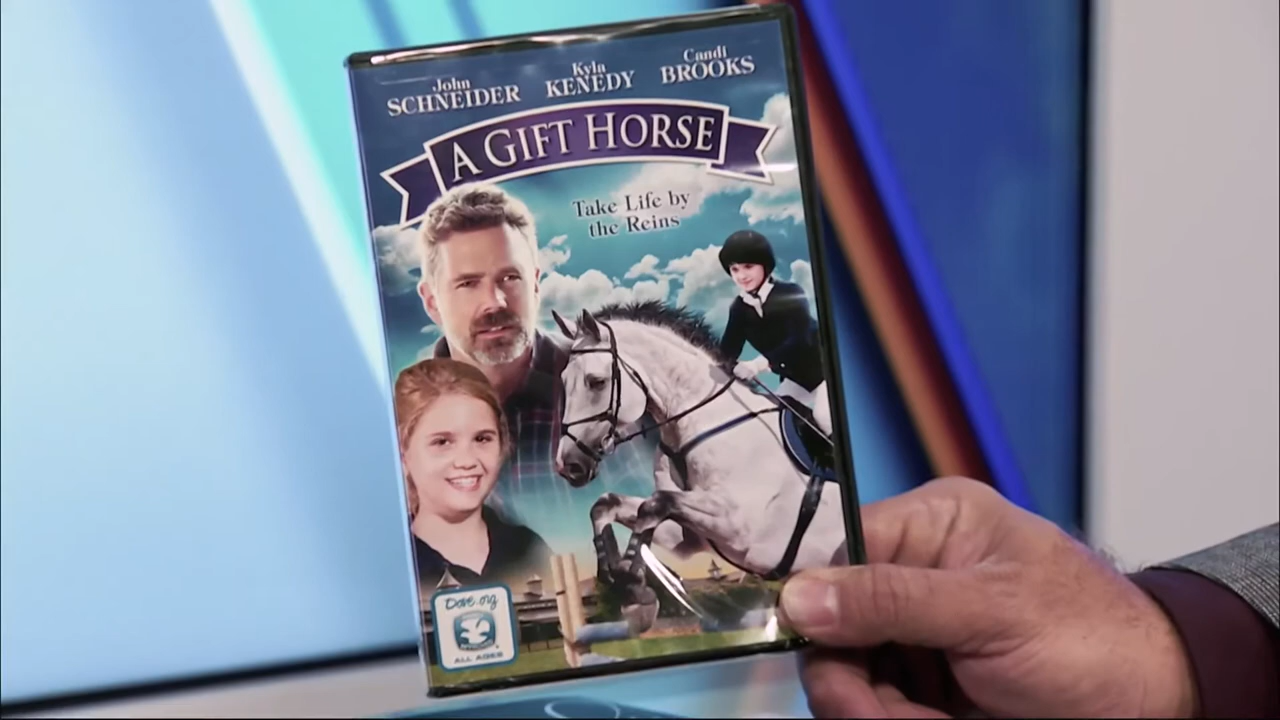 John
SCHNEIDER
Kyla
KENEDY
Candi
BROOKS
A GIFT HORSE
Take Life by
the Reins
Dove.org
ALL AGES